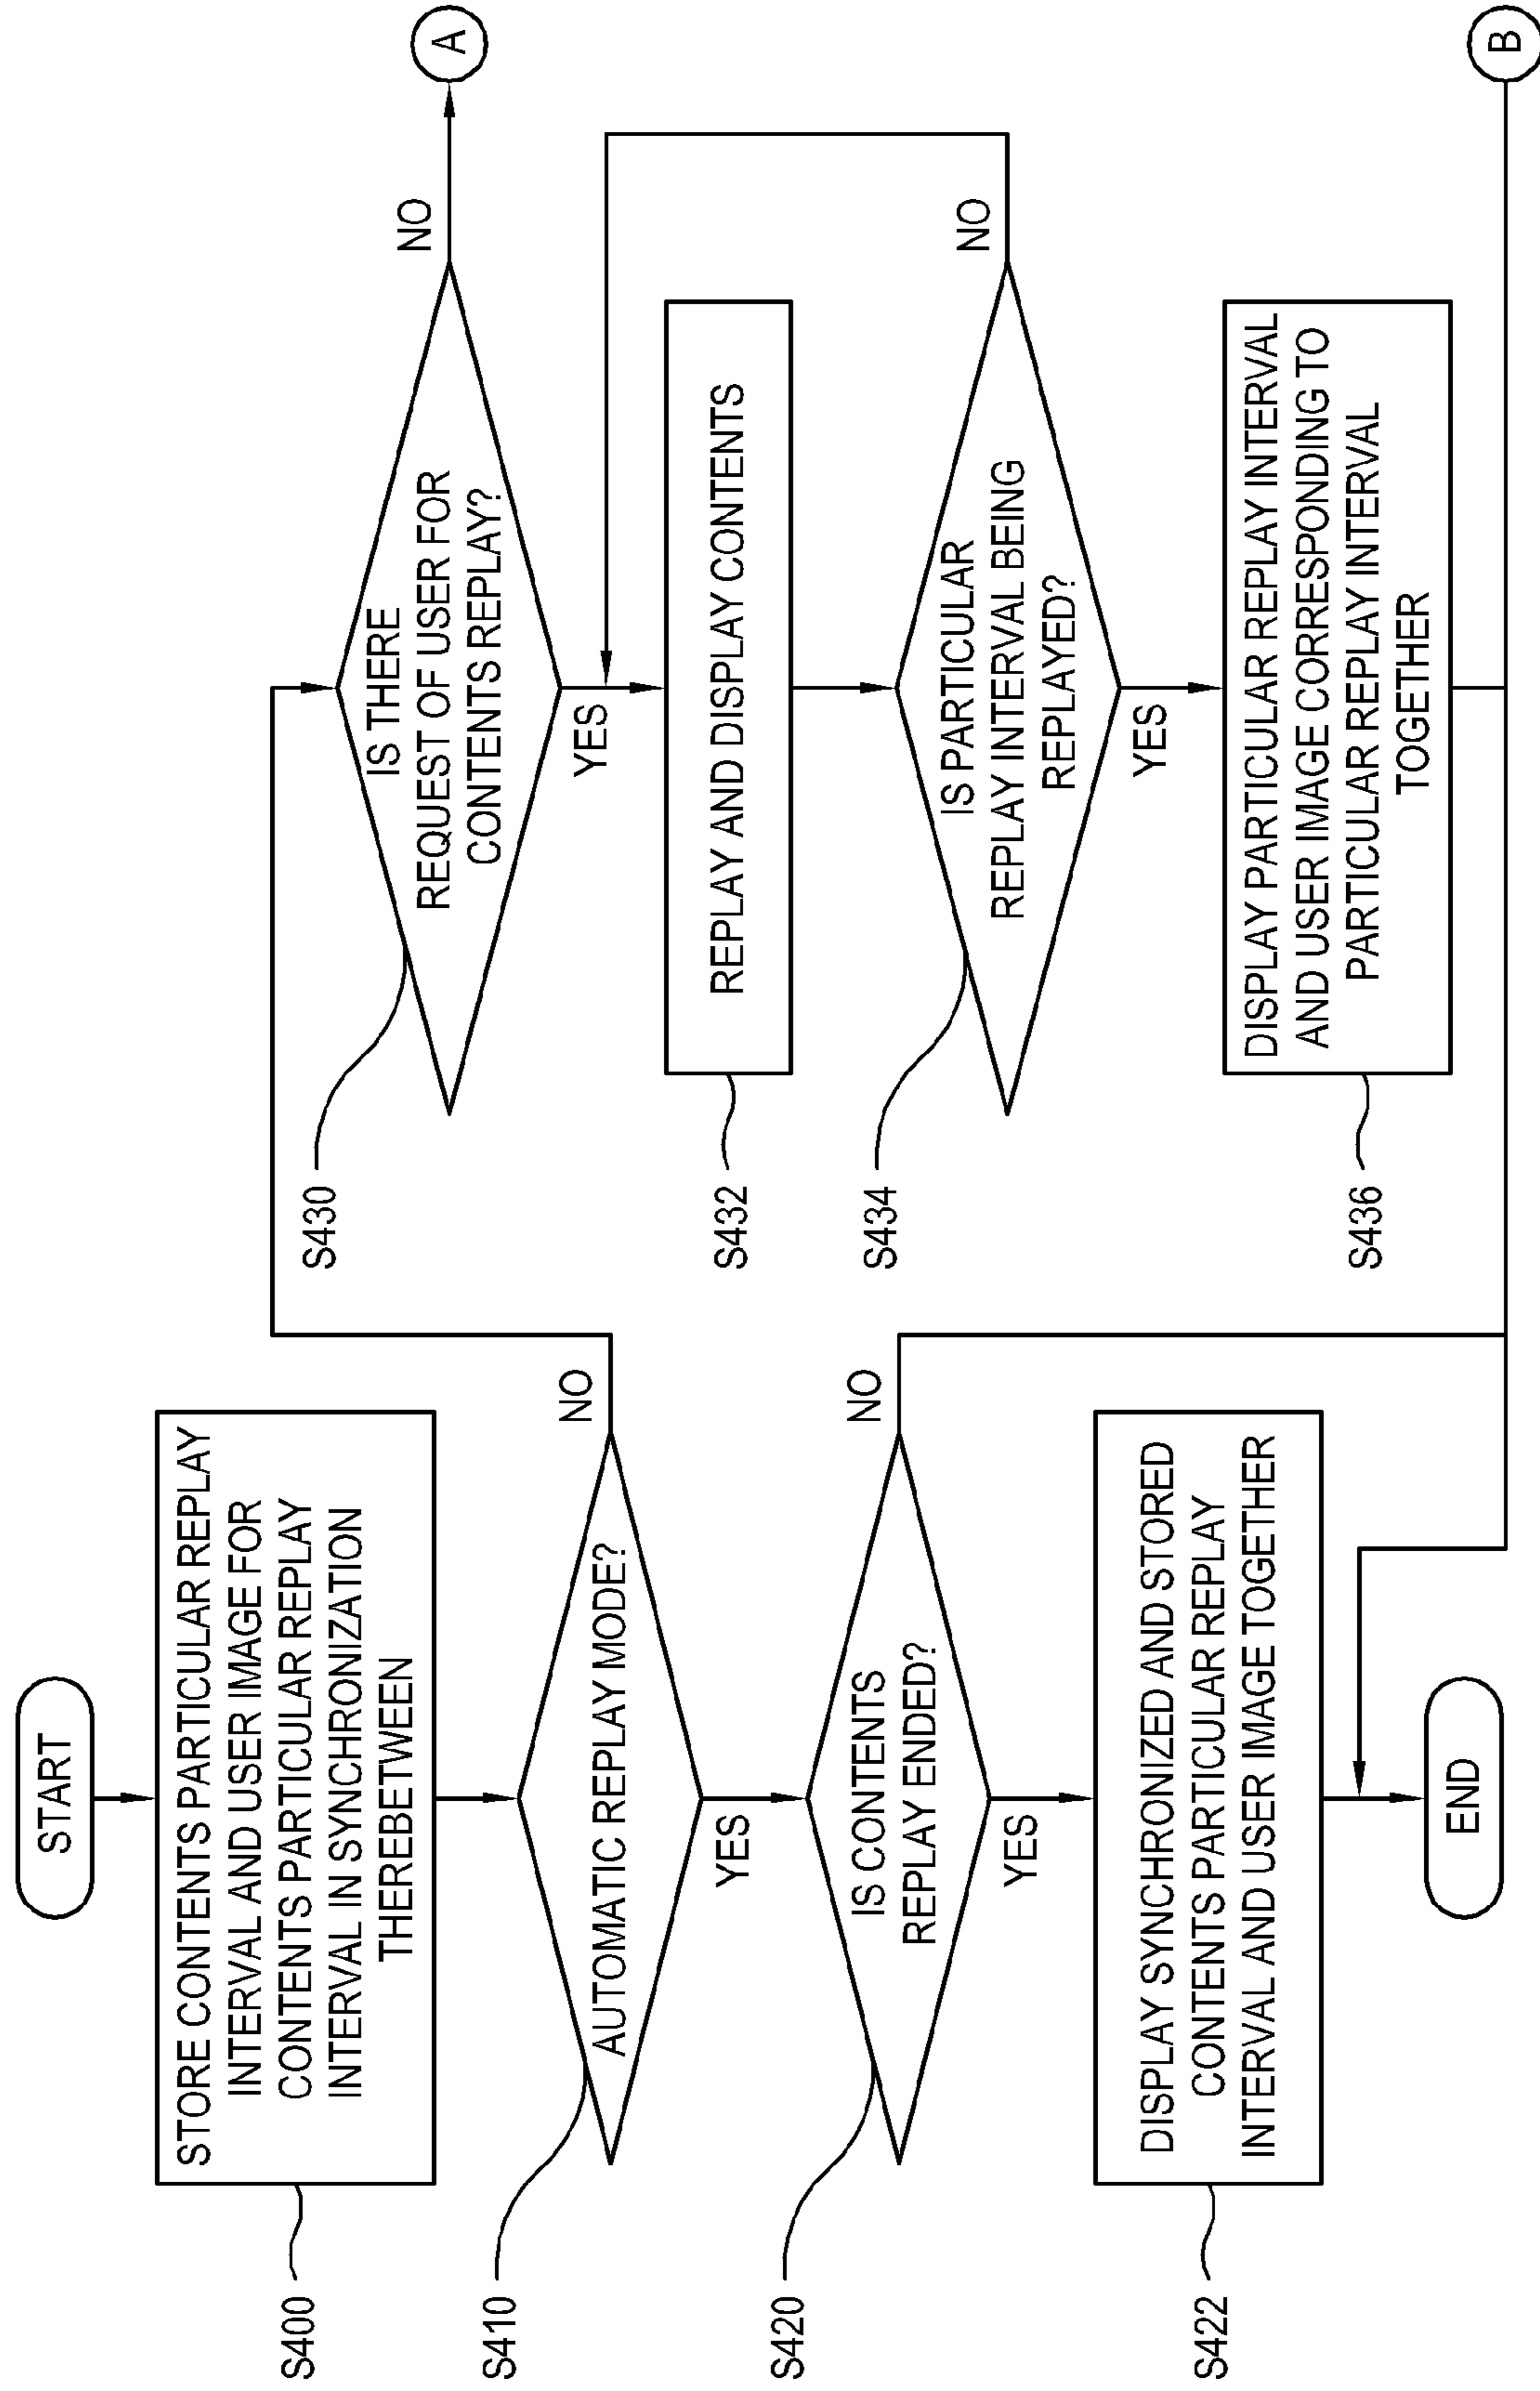 START
STORE CONTENTS PARTICULAR REPLAY
INTERVAL AND USER IMAGE FOR
CONTENTS PARTICULAR REPLAY
INTERVAL IN SYNCHRONIZATION
THEREBETWEEN
S400
AUTOMATIC REPLAY MODE?
S410
NO
YES
IS CONTENTS
REPLAY ENDED?
S420
NO
YES
DISPLAY SYNCHRONIZED AND STORED
CONTENTS PARTICULAR REPLAY
INTERVAL AND USER IMAGE TOGETHER
S422
END
IS THERE
REQUEST OF USER FOR
CONTENTS REPLAY?
S430
NO
A
YES
REPLAY AND DISPLAY CONTENTS
S432
IS PARTICULAR
REPLAY INTERVAL BEING
REPLAYED?
S434
NO
YES
DISPLAY PARTICULAR REPLAY INTERVAL
AND USER IMAGE CORRESPONDING TO
PARTICULAR REPLAY INTERVAL
TOGETHER
S436
B